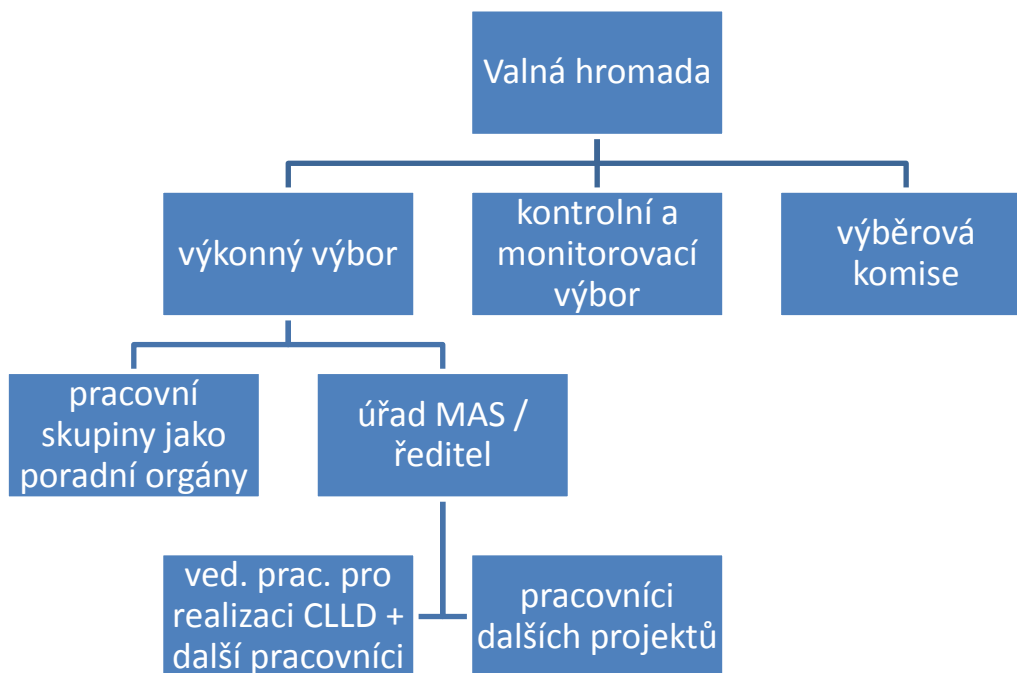 Valná hromada
výkonný výbor
kontrolní a
monitorovací
výbor
výběrová
komise
pracovní
skupiny jako
poradní orgány
úřad MAS /
ředitel
ved. prac. pro
realizaci CLLD +
další pracovníci
pracovníci
dalších projektů